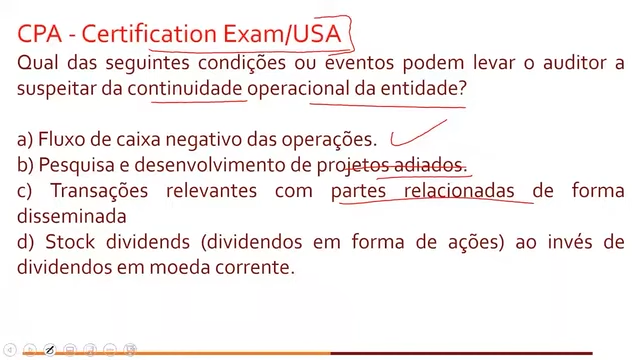 CPA - Certification Exam/USA
Qual das seguintes condições ou eventos podem levar o auditor a
suspeitar da continuidade operacional da entidade?
a) Fluxo de caixa negativo das operações.
b) Pesquisa e desenvolvimento de projetos adiados.
c) Transações relevantes com partes relacionadas de forma
disseminada
d) Stock dividends (dividendos em forma de ações) ao invés de
dividendos em moeda corrente.